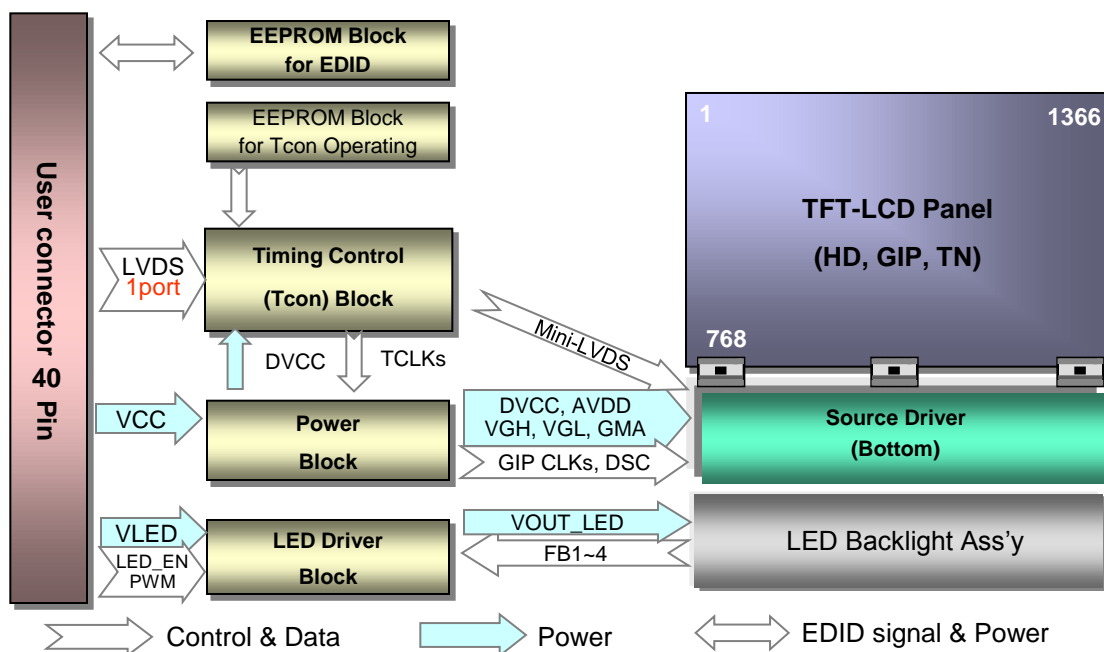 User connector 40 Pin
EEPROM Block
for EDID
EEPROM Block
for Tcon Operating
LVDS
1port
Timing Control
(Tcon) Block
DVCC
TCLKs
Mini-LVDS
VCC
Power
Block
DVCC, AVDD
VGH, VGL, GMA
GIP CLKs, DSC
VLED
LED_EN
PWM
LED Driver
Block
VOUT_LED
FB1~4
1
1366
TFT-LCD Panel
(HD, GIP, TN)
768
Source Driver
(Bottom)
LED Backlight Ass'y
Control & Data
Power
EDID signal & Power